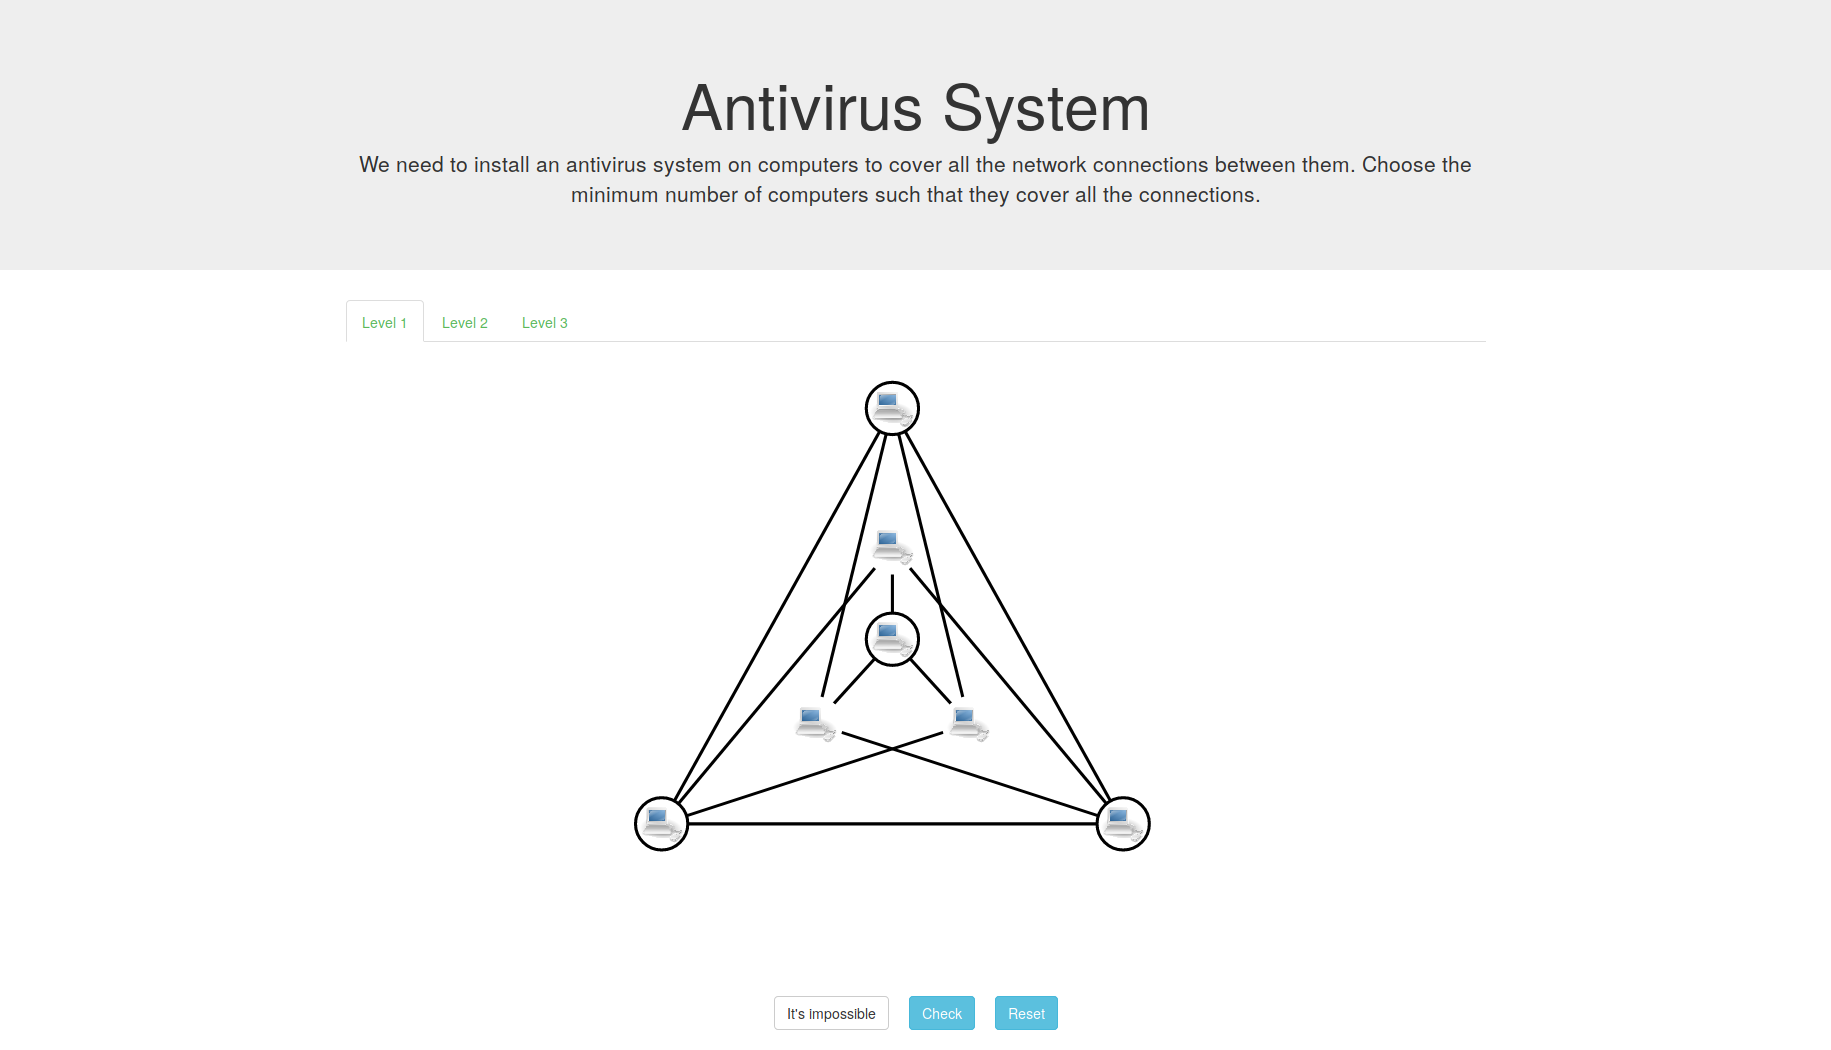 Antivirus System
We need to install an antivirus system on computers to cover all the network connections between them. Choose the
minimum number of computers such that they cover all the connections.
Level 1 Level 2 Level 3
It's impossible Check Reset